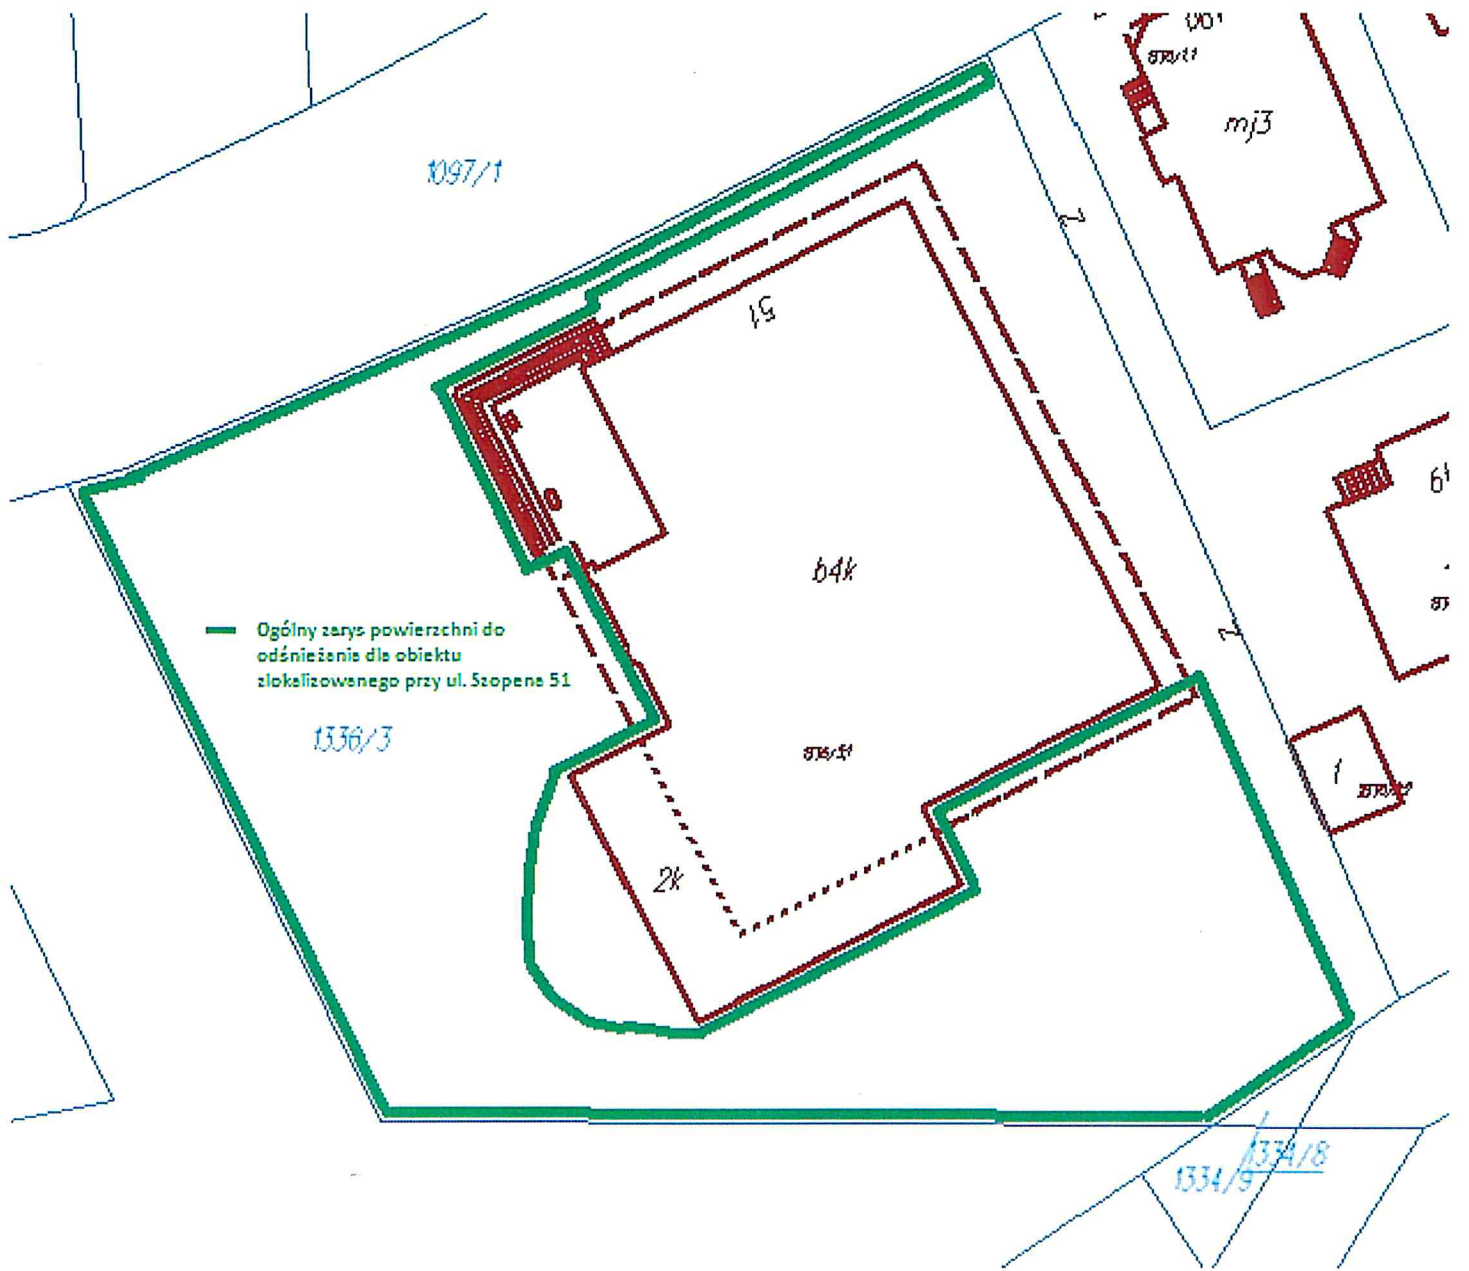 mj3
1097/1
51
b4k
Ogólny zarys powierzchni do
odśnieżania dla obiektu
zlokalizowanego przy ul. Szopena 51
1336/3
1
2k
1334/8
1334/9